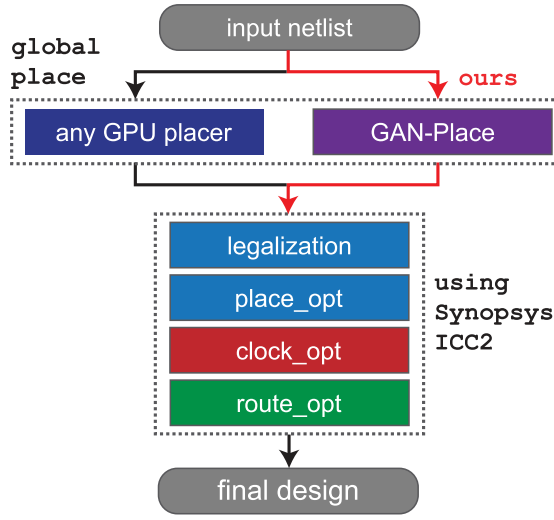 input netlist
global
place
ours
any GPU placer
GAN-Place
legalization
place_opt
clock_opt
route_opt
using
Synopsys
ICC2
final design